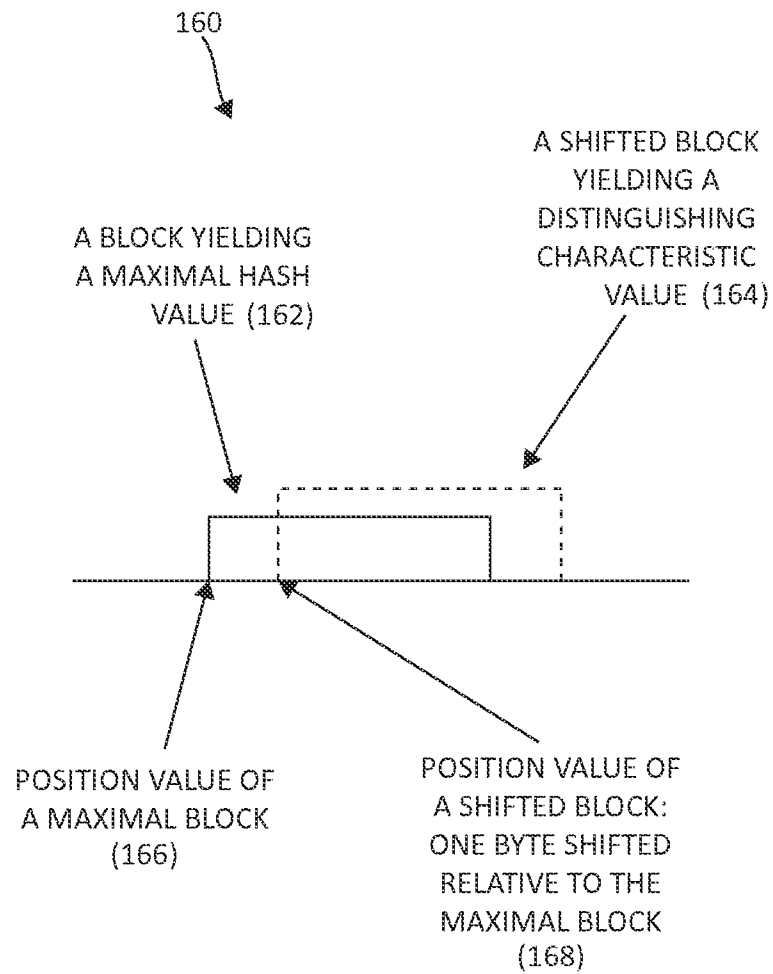 160
A SHIFTED BLOCK
YIELDING A
DISTINGUISHING
CHARACTERISTIC
VALUE (164)
A BLOCK YIELDING
A MAXIMAL HASH
VALUE (162)
POSITION VALUE OF
A MAXIMAL BLOCK
(166)
POSITION VALUE OF
A SHIFTED BLOCK:
ONE BYTE SHIFTED
RELATIVE TO THE
MAXIMAL BLOCK
(168)